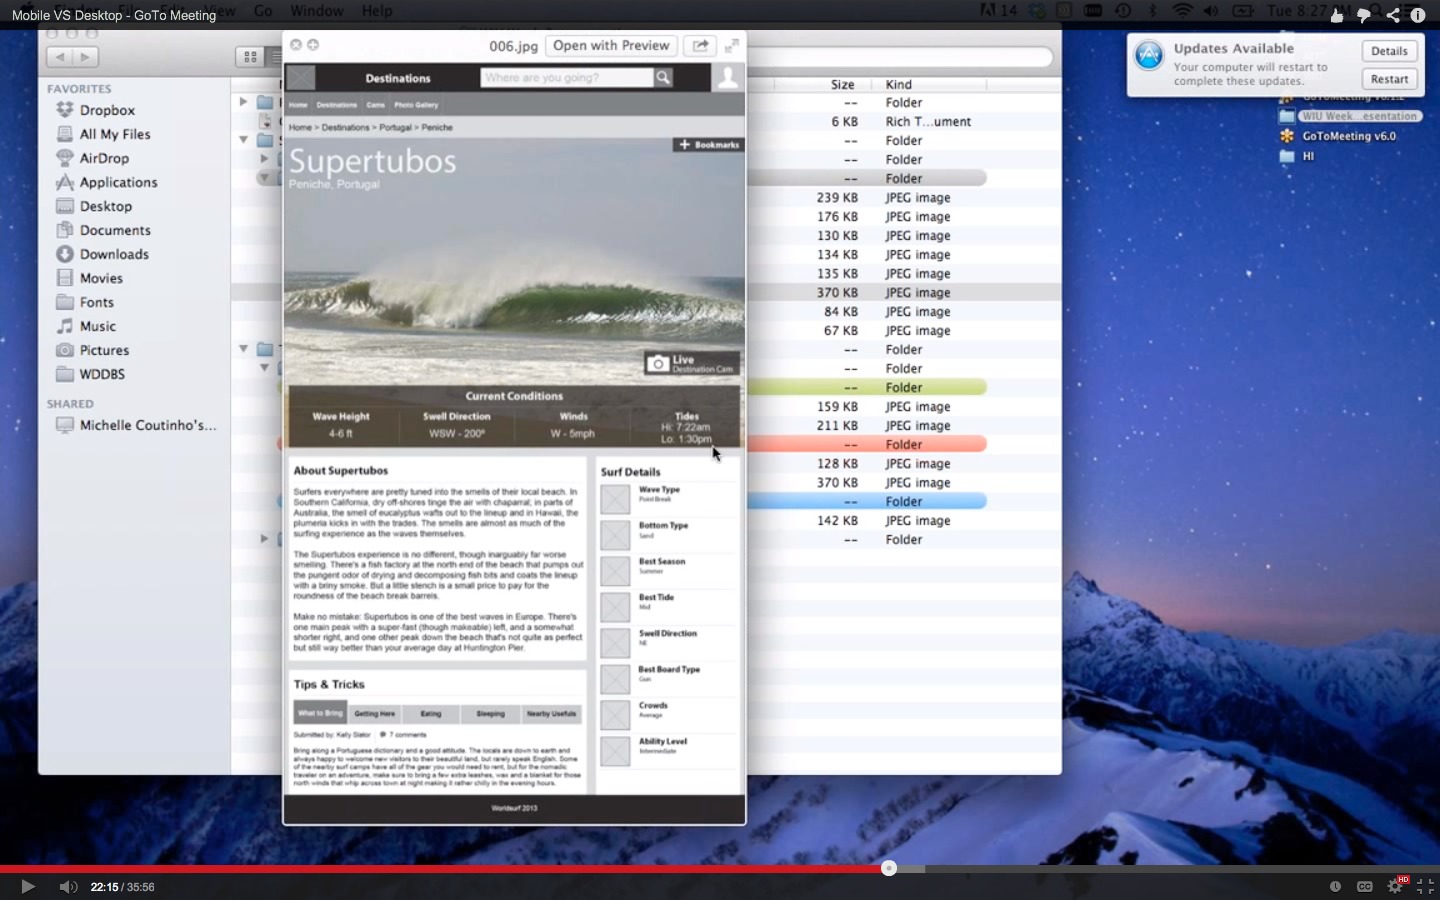 Mobile VS Desktop - GoTo Meeting
Finder File Edit View Go Window Help
14
Tue 8:27
006.jpg
Open with Preview
Updates Available
Your computer will restart to
complete these updates.
Details
Restart
WIU Week...esentation
GoToMeeting v6.0
HI
FAVORITES
Dropbox
All My Files
AirDrop
Applications
Desktop
Documents
Downloads
Movies
Fonts
Music
Pictures
WDDBS
SHARED
Michelle Coutinho's...
Destinations
Where are you going?
Home Destinations Cams Photo Gallery
Home > Destinations > Portugal > Peniche
+ Bookmarks
Supertubos
Peniche, Portugal
Live
Destination Cam
Current Conditions
Wave Height Swell Direction Winds Tides
4-6 ft WSW - 200° W - 5mph Hi: 7:22am
Lo: 1:30pm
About Supertubos
Surfers everywhere are pretty tuned into the smells of their local beach. In
Southern California, dry off-shores tinge the air with chaparral; in parts of
Australia, the smell of eucalyptus wafts out to the lineup and in Hawaii, the
plumeria kicks in with the trades. The smells are almost as much of the
surfing experience as the waves themselves.
The Supertubos experience is no different, though inarguably far worse
smelling. There's a fish factory at the north end of the beach that pumps out
the pungent odor of drying and decomposing fish bits and coats the lineup
with a briny smoke. But a little stench is a small price to pay for the
roundness of the beach break barrels.
Make no mistake: Supertubos is one of the best waves in Europe. There's
one main peak with a super-fast (though makeable) left, and a somewhat
shorter right, and one other peak down the beach that's not quite as perfect
but still way better than your average day at Huntington Pier.
Tips & Tricks
What to Bring Getting Here Eating Sleeping Nearby Usefuls
Submitted by: Kelly Slator 7 comments
Bring along a Portuguese dictionary and a good attitude. The locals are down to earth and
always happy to welcome new visitors to their beautiful land, but rarely speak English. Some
of the nearby surf camps have all of the gear you would need to rent, but for the nomadic
traveler on an adventure, make sure to bring a few extra leashes, wax and a blanket for those
north winds that whip across town at night making it rather chilly in the evening hours.
Surf Details
Wave Type
Point Break
Bottom Type
Sand
Best Season
Summer
Best Tide
Mid
Swell Direction
NE
Best Board Type
Gun
Crowds
Average
Ability Level
Intermediate
Worldsurf 2013
Size Kind
-- Folder
6 KB Rich T...ument
-- Folder
-- Folder
-- Folder
239 KB JPEG image
176 KB JPEG image
130 KB JPEG image
134 KB JPEG image
135 KB JPEG image
370 KB JPEG image
84 KB JPEG image
67 KB JPEG image
-- Folder
-- Folder
-- Folder
159 KB JPEG image
211 KB JPEG image
-- Folder
128 KB JPEG image
370 KB JPEG image
-- Folder
142 KB JPEG image
-- Folder
22:15 / 35:56
CC
HD